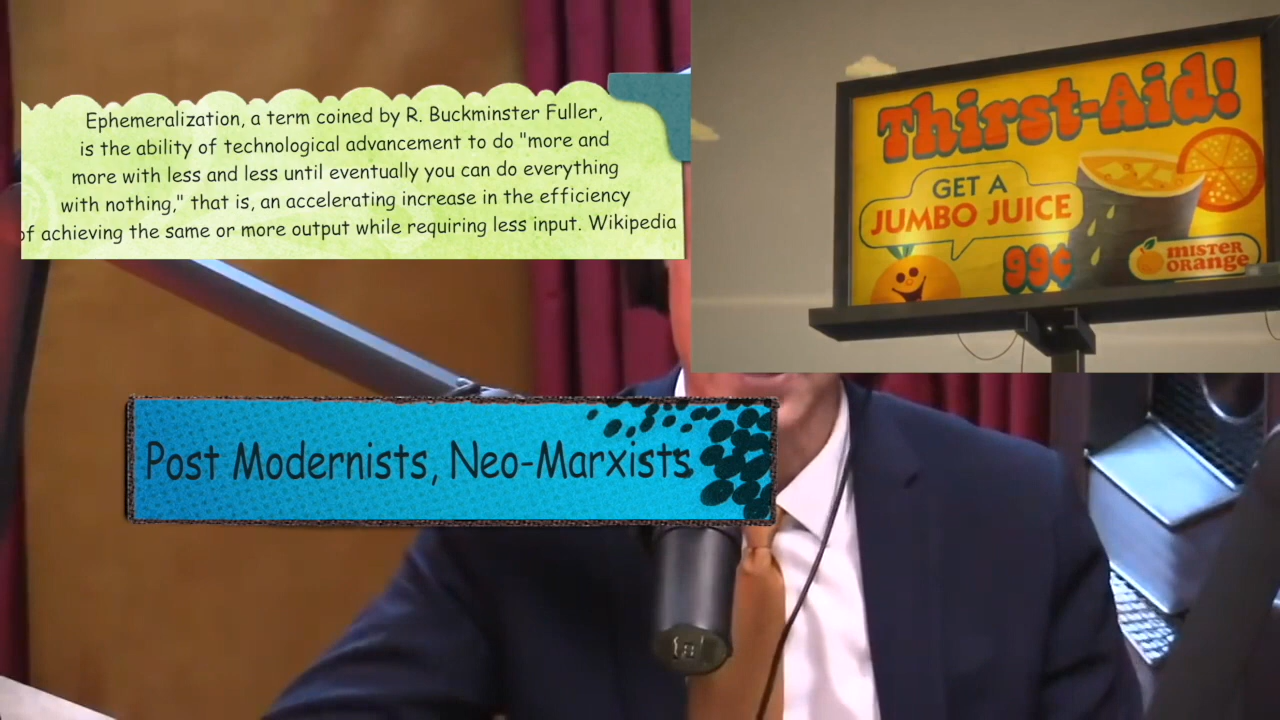 Ephemeralization, a term coined by R. Buckminster Fuller,
is the ability of technological advancement to do "more and
more with less and less until eventually you can do everything
with nothing," that is, an accelerating increase in the efficiency
of achieving the same or more output while requiring less input. Wikipedia
Thirst-Aid!
GET A
JUMBO JUICE
99¢
mister
orange
Post Modernists, Neo-Marxists